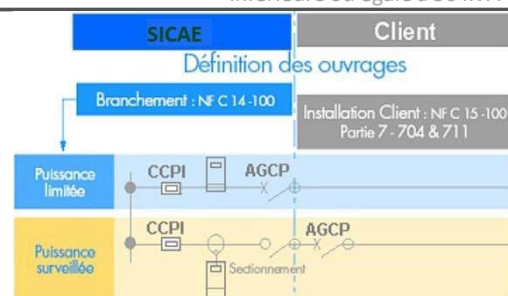 SICAE
Client
Définition des ouvrages
Branchement : NF C 14-100
Installation Client : NF C 15-100
Partie 7 - 704 & 711
Puissance
limitée
CCPI
AGCP
Puissance
surveillée
CCPI
AGCP
Sectionnement